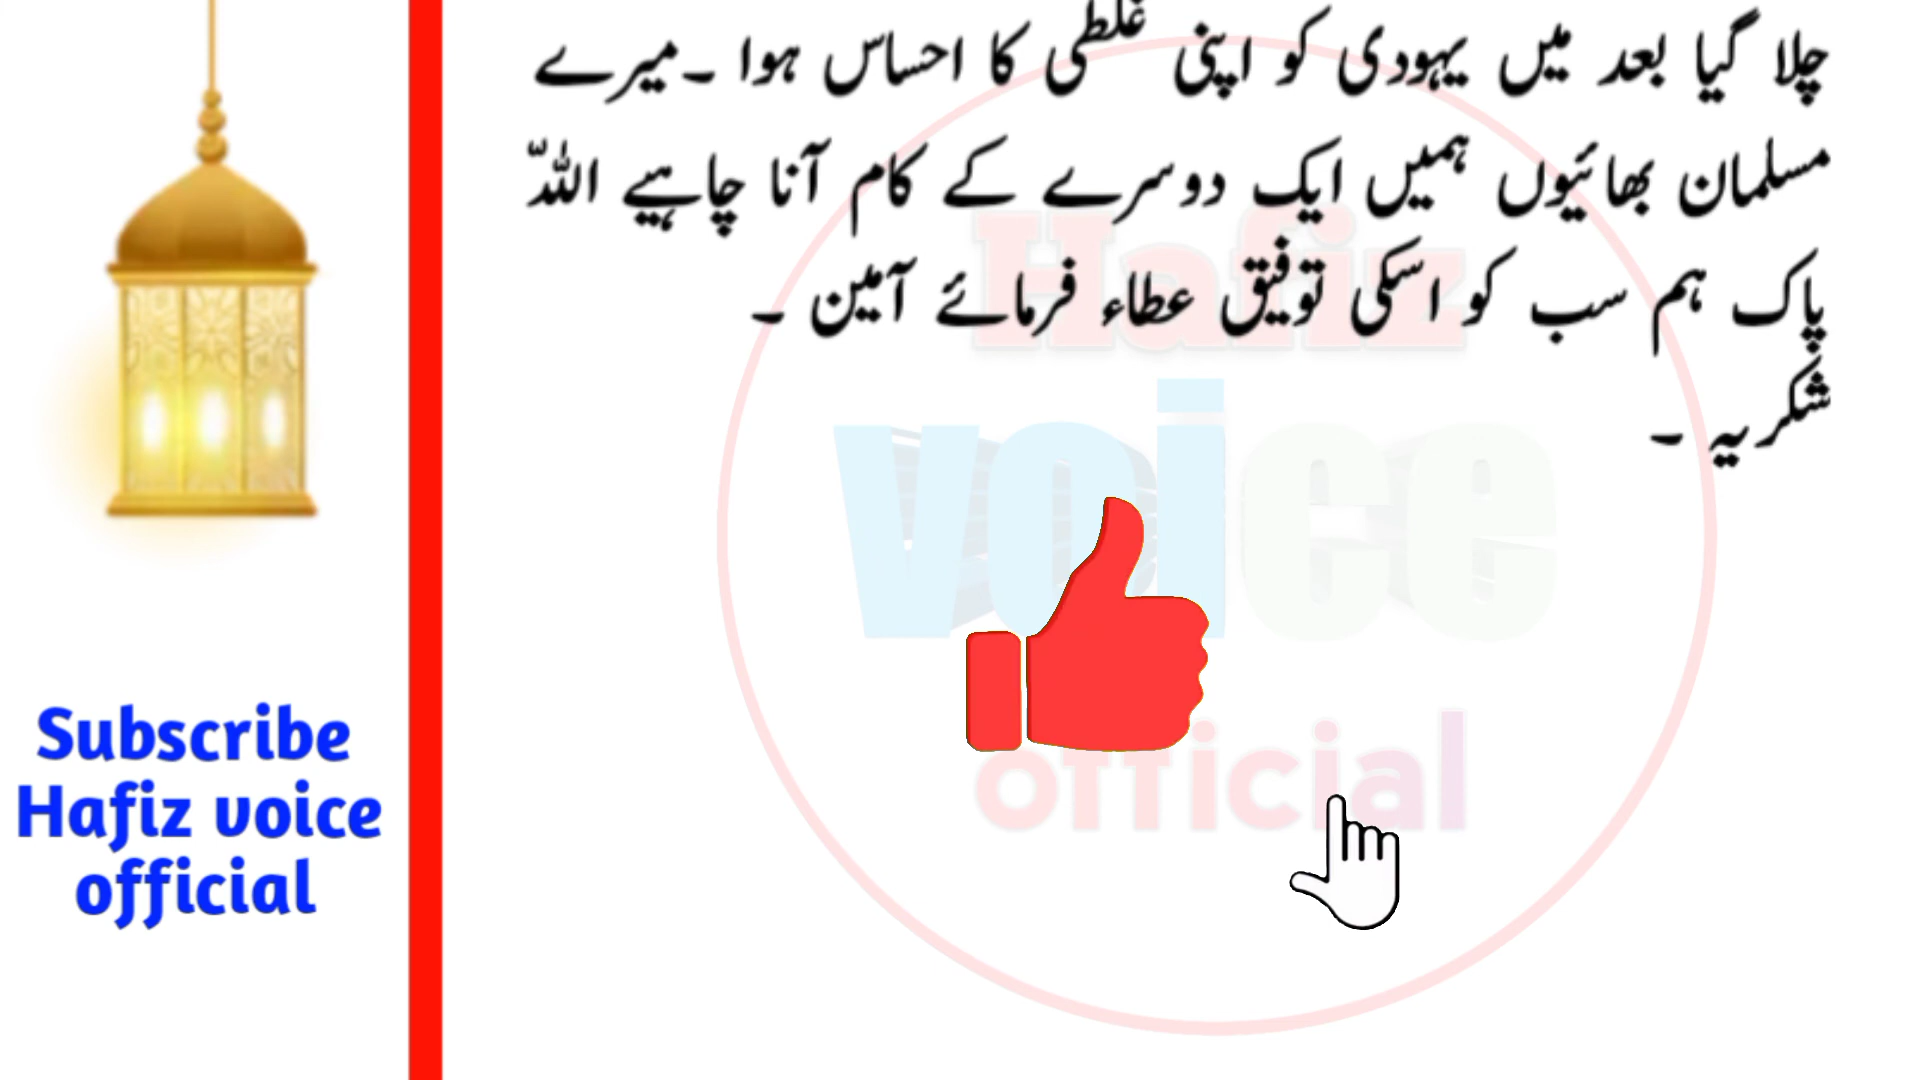 چلا گیا بعد میں یہودی کو اپنی غلطی کا احساس ہوا ۔میرے
مسلمان بھائیوں ہمیں ایک دوسرے کے کام آنا چاہیے اللہّ
پاک ہم سب کو اسکی توفیق عطاء فرمائے آمین ۔
شکریہ ۔
Hafiz
voice
official
Subscribe
Hafiz voice
official